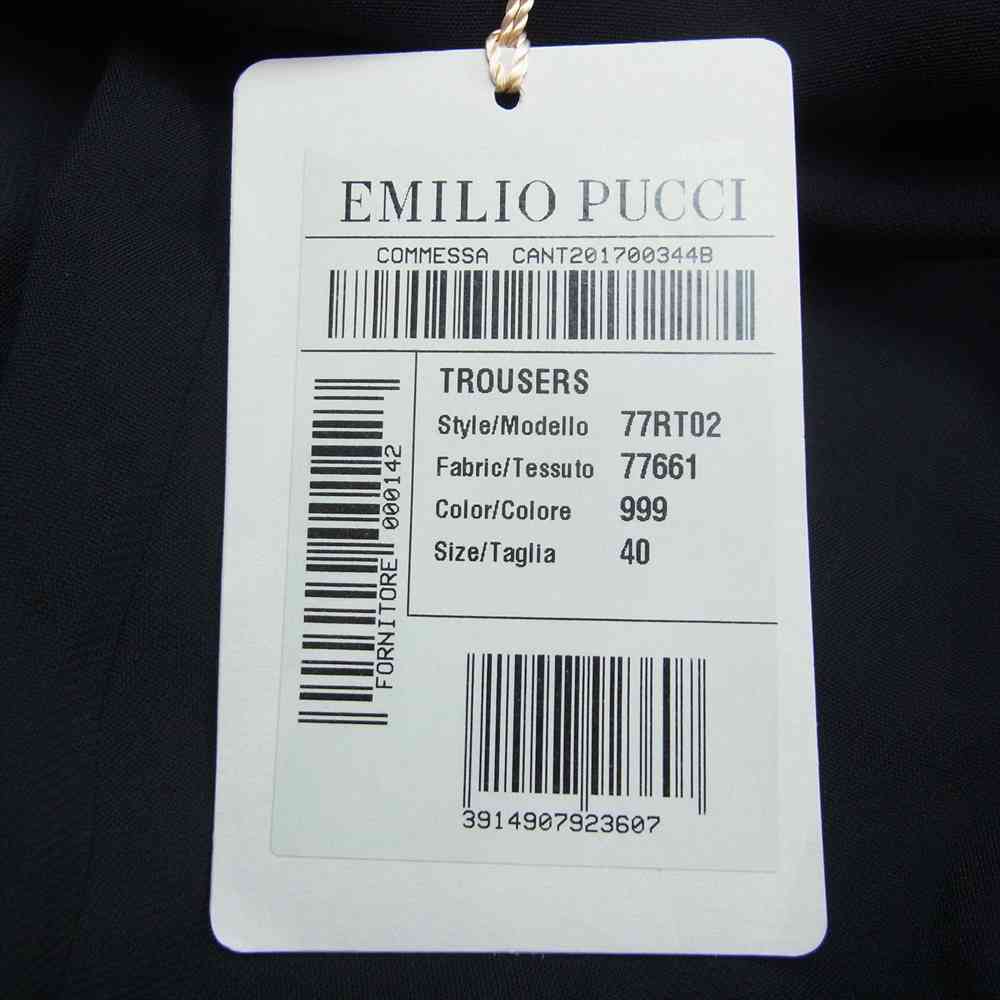 EMILIO PUCCI
COMMESSA CANT201700344B
TROUSERS
Style/Modello 77RT02
Fabric/Tessuto 77661
Color/Colore 999
Size/Taglia 40
FORNITORE 000142
3914907923607